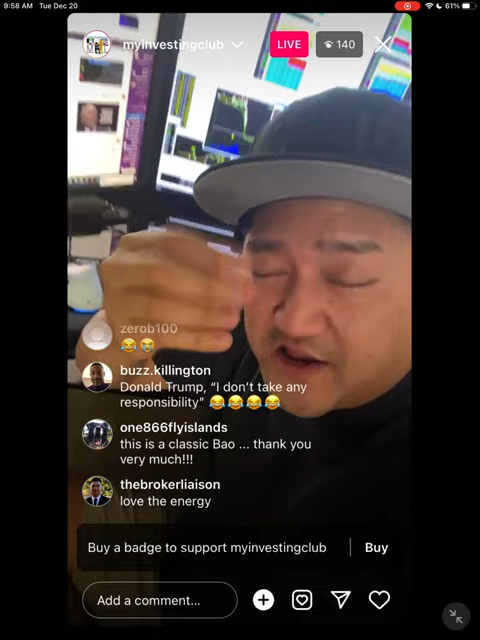 9:58 AM Tue Dec 20
61%
myinvestingclub
LIVE
140
zerob100
😂😭
buzz.killington
Donald Trump, “I don’t take any
responsibility” 😂😂😂😂
one866flyislands
this is a classic Bao ... thank you
very much!!!
thebrokerliaison
love the energy
Buy a badge to support myinvestingclub
Buy
Add a comment...